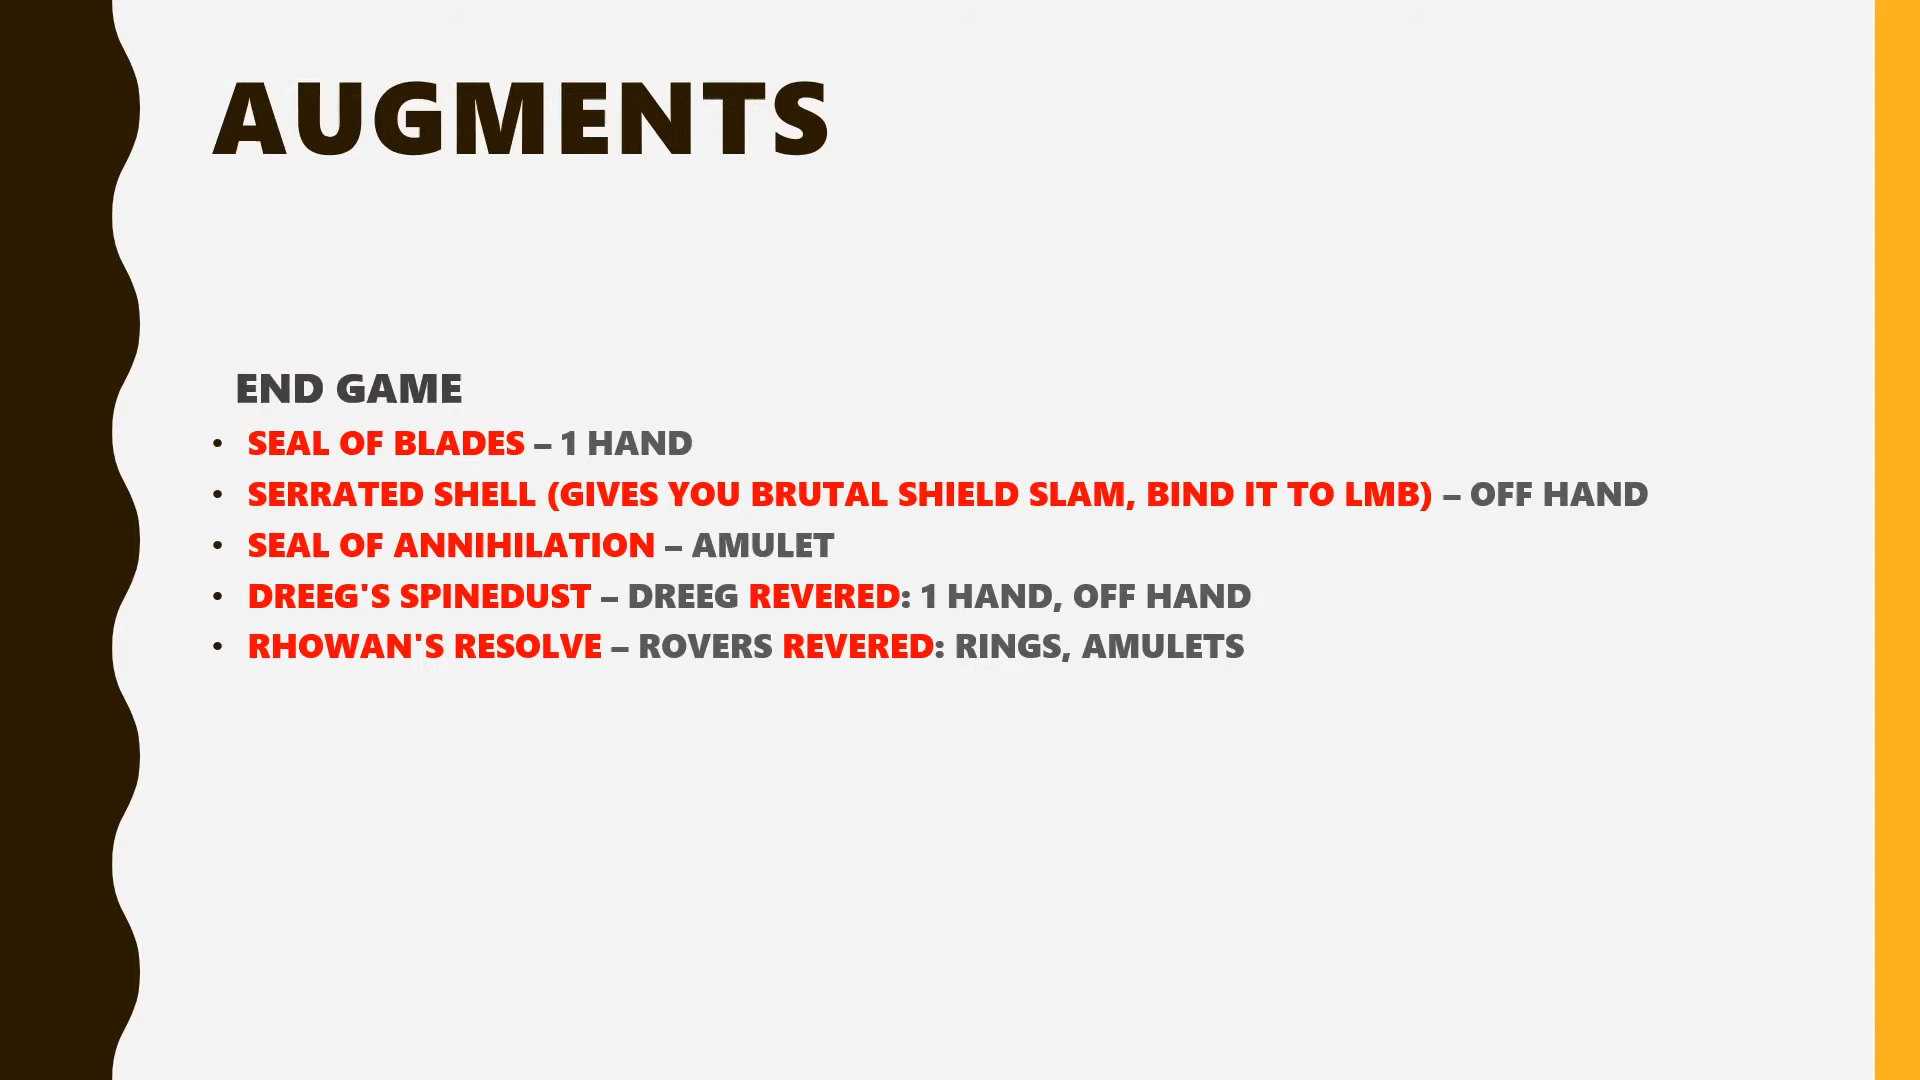 AUGMENTS
END GAME
• SEAL OF BLADES – 1 HAND
• SERRATED SHELL (GIVES YOU BRUTAL SHIELD SLAM, BIND IT TO LMB) – OFF HAND
• SEAL OF ANNIHILATION – AMULET
• DREEG'S SPINEDUST – DREEG REVERED: 1 HAND, OFF HAND
• RHOWAN'S RESOLVE – ROVERS REVERED: RINGS, AMULETS